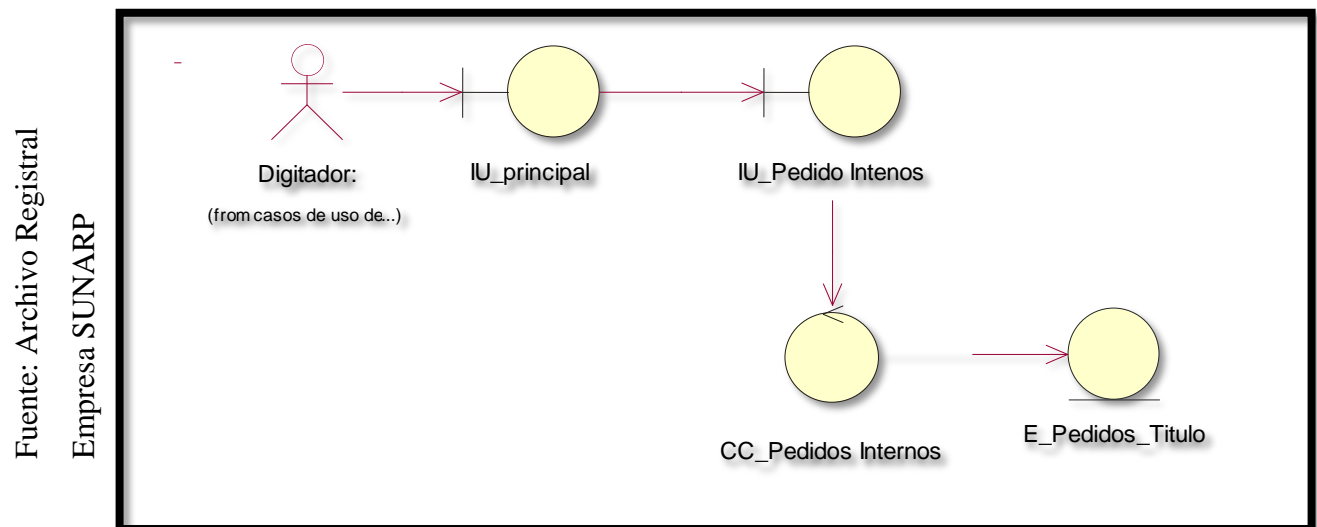 Fuente: Archivo Registral
Empresa SUNARP
Digitador:
(from casos de uso de...)
IU_principal
IU_Pedido Intenos
CC_Pedidos Internos
E_Pedidos_Titulo